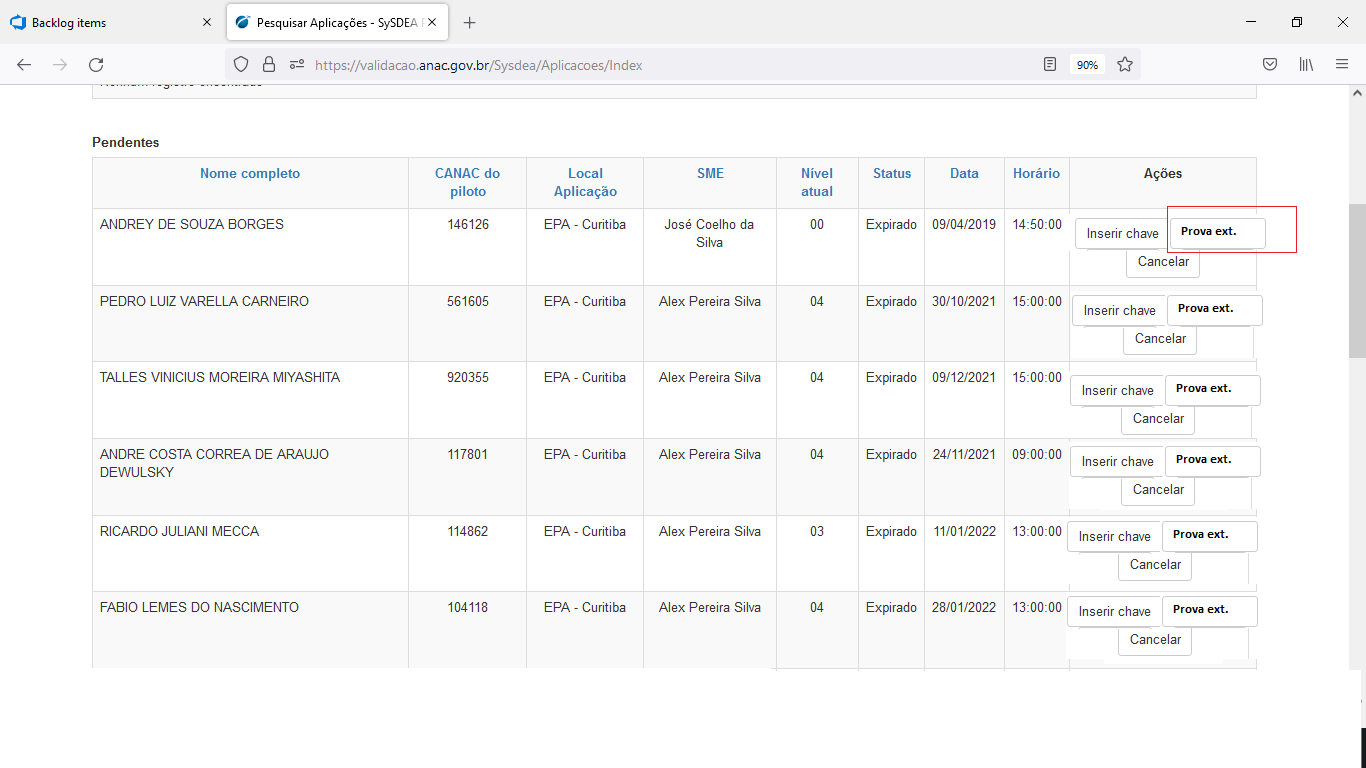 Backlog items
Pesquisar Aplicações - SySDEA
https://validacao.anac.gov.br/Sysdea/Aplicacoes/Index
90%
Nenhum registro encontrado
Pendentes
Nome completo
CANAC do
piloto
Local
Aplicação
SME
Nível
atual
Status
Data
Horário
Ações
ANDREY DE SOUZA BORGES
146126
EPA - Curitiba
José Coelho da
Silva
00
Expirado
09/04/2019
14:50:00
Inserir chave
Prova ext.
Cancelar
PEDRO LUIZ VARELLA CARNEIRO
561605
EPA - Curitiba
Alex Pereira Silva
04
Expirado
30/10/2021
15:00:00
Inserir chave
Prova ext.
Cancelar
TALLES VINICIUS MOREIRA MIYASHITA
920355
EPA - Curitiba
Alex Pereira Silva
04
Expirado
09/12/2021
15:00:00
Inserir chave
Prova ext.
Cancelar
ANDRE COSTA CORREA DE ARAUJO
DEWULSKY
117801
EPA - Curitiba
Alex Pereira Silva
04
Expirado
24/11/2021
09:00:00
Inserir chave
Prova ext.
Cancelar
RICARDO JULIANI MECCA
114862
EPA - Curitiba
Alex Pereira Silva
03
Expirado
11/01/2022
13:00:00
Inserir chave
Prova ext.
Cancelar
FABIO LEMES DO NASCIMENTO
104118
EPA - Curitiba
Alex Pereira Silva
04
Expirado
28/01/2022
13:00:00
Inserir chave
Prova ext.
Cancelar